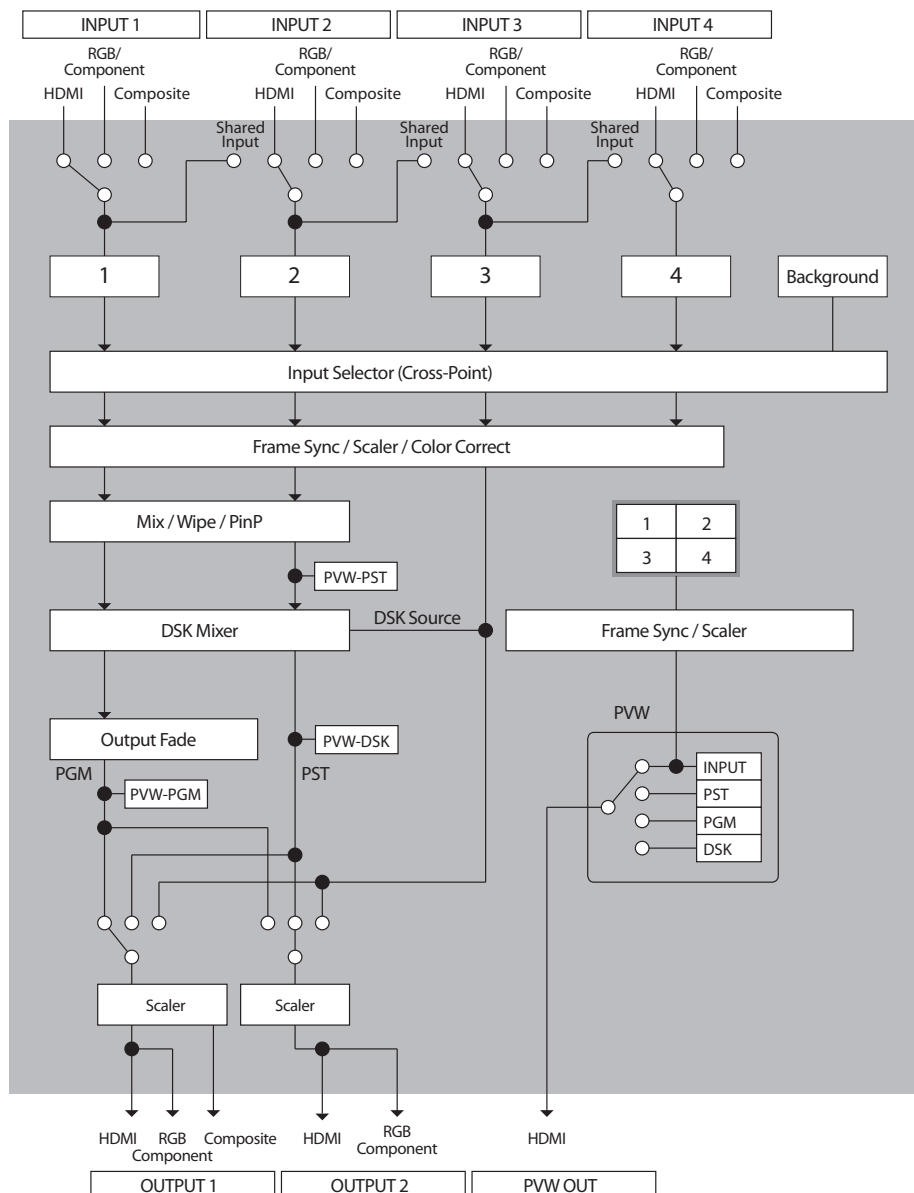 INPUT 1 INPUT 2 INPUT 3 INPUT 4
RGB/ RGB/ RGB/ RGB/
Component Component Component Component
HDMI Composite HDMI Composite HDMI Composite HDMI Composite
Shared Shared Shared
Input Input Input
1 2 3 4 Background
Input Selector (Cross-Point)
Frame Sync / Scaler / Color Correct
Mix / Wipe / PinP
1 2
3 4
PVW-PST
DSK Mixer DSK Source Frame Sync / Scaler
PVW
Output Fade PVW-DSK
PGM PST
PVW-PGM
INPUT
PST
PGM
DSK
Scaler Scaler
HDMI RGB Composite HDMI RGB HDMI
Component Component
OUTPUT 1 OUTPUT 2 PVW OUT